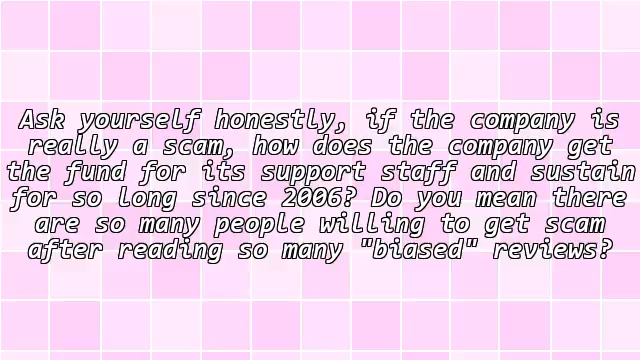 Ask yourself honestly, if the company is
really a scam, how does the company get
the fund for its support staff and sustain
for so long since 2006? Do you mean there
are so many people willing to get scam
after reading so many "biased" reviews?